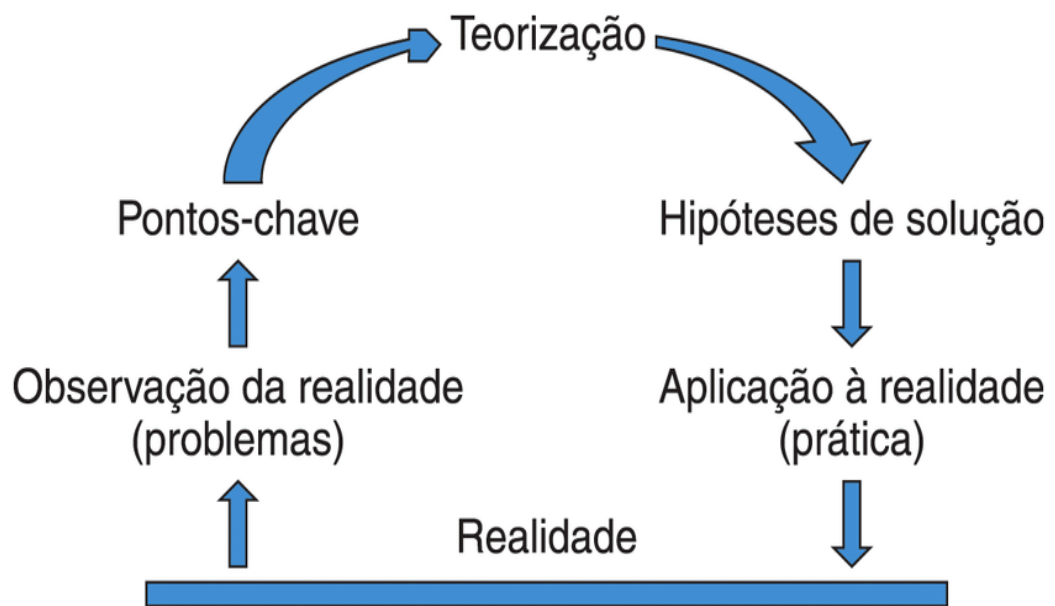 Teorização
Pontos-chave
Hipóteses de solução
Observação da realidade
(problemas)
Aplicação à realidade
(prática)
Realidade